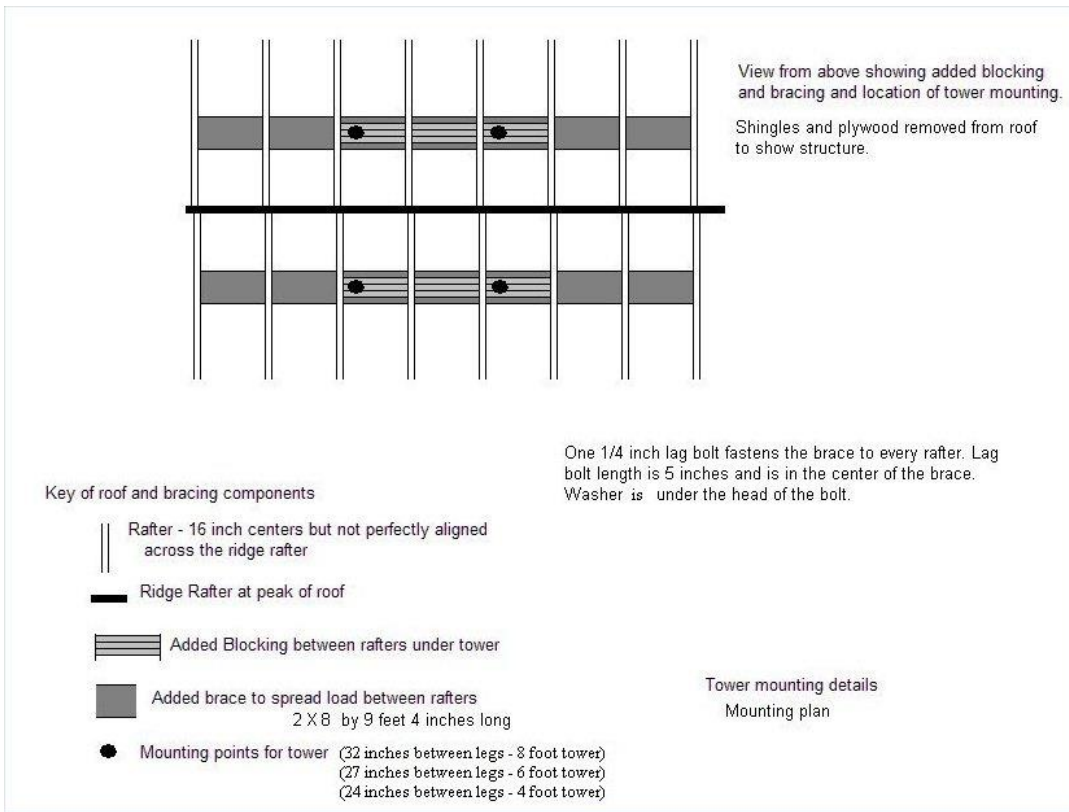 View from above showing added blocking
and bracing and location of tower mounting.
Shingles and plywood removed from roof
to show structure.
One 1/4 inch lag bolt fastens the brace to every rafter. Lag
bolt length is 5 inches and is in the center of the brace.
Washer is under the head of the bolt.
Key of roof and bracing components
Rafter - 16 inch centers but not perfectly aligned
across the ridge rafter
Ridge Rafter at peak of roof
Added Blocking between rafters under tower
Added brace to spread load between rafters
2 X 8 by 9 feet 4 inches long
Mounting points for tower (32 inches between legs - 8 foot tower)
(27 inches between legs - 6 foot tower)
(24 inches between legs - 4 foot tower)
Tower mounting details
Mounting plan